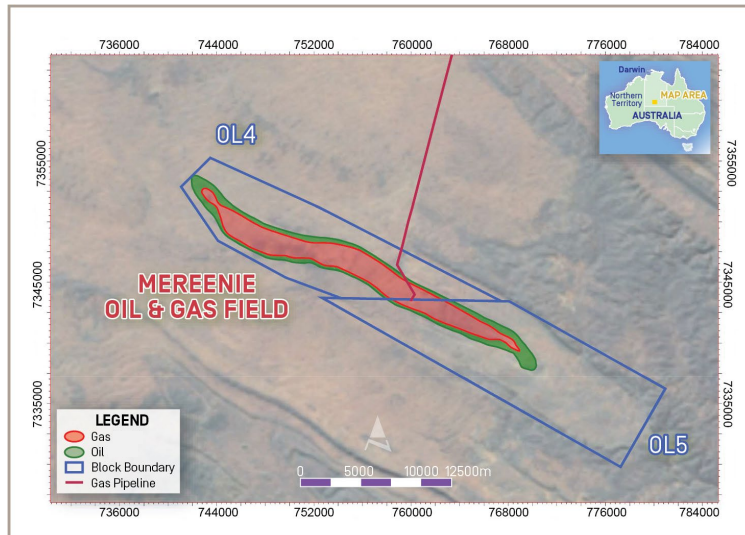 736000 744000 752000 760000 768000 776000 784000
Darwin
Northern
Territory
MAP AREA
AUSTRALIA
OL4
7355000
7355000
MEREENIE
OIL & GAS FIELD
7345000
7345000
7335000
7335000
OL5
LEGEND
Gas
Oil
Block Boundary
Gas Pipeline
0 5000 10000 12500m
736000 744000 752000 760000 768000 776000 784000